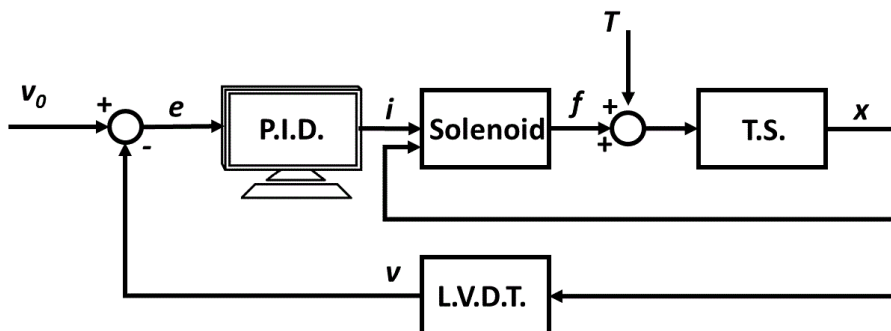 T
v0
+
e
P.I.D.
i
Solenoid
f
+
+
T.S.
x
-
v
L.V.D.T.